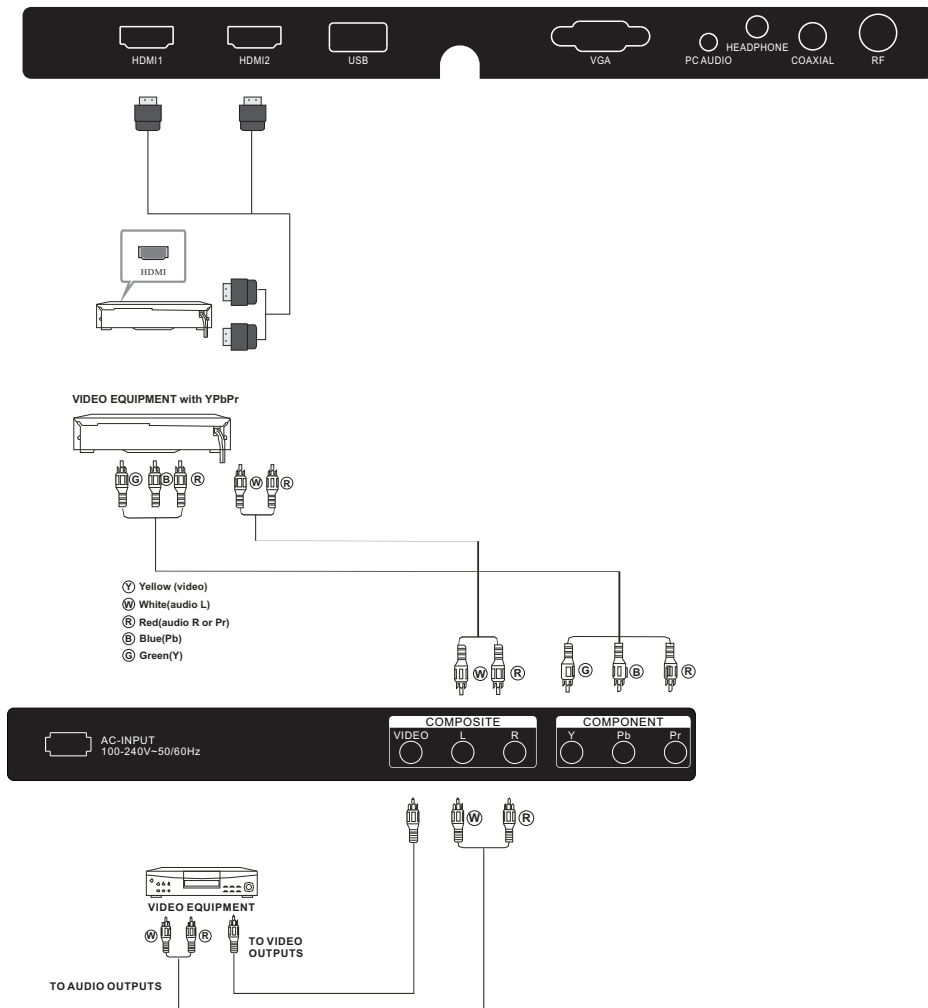 HDMI1 HDMI2 USB VGA PC AUDIO HEADPHONE COAXIAL RF
HDMI
VIDEO EQUIPMENT with YPbPr
G B R W R
Y Yellow (video)
W White(audio L)
R Red(audio R or Pr)
B Blue(Pb)
G Green(Y)
W R G B R
AC-INPUT
100-240V~50/60Hz
COMPOSITE COMPONENT
VIDEO L R Y Pb Pr
W R
VIDEO EQUIPMENT
W R
TO VIDEO
OUTPUTS
TO AUDIO OUTPUTS